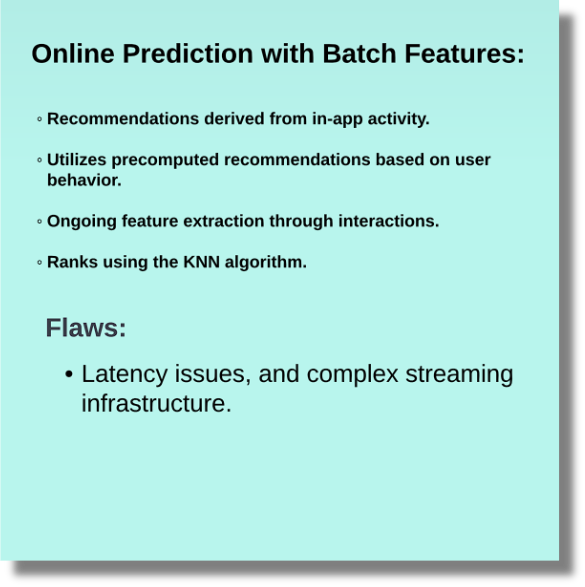 Online Prediction with Batch Features:
◦ Recommendations derived from in-app activity.
◦ Utilizes precomputed recommendations based on user
behavior.
◦ Ongoing feature extraction through interactions.
◦ Ranks using the KNN algorithm.
Flaws:
• Latency issues, and complex streaming
infrastructure.